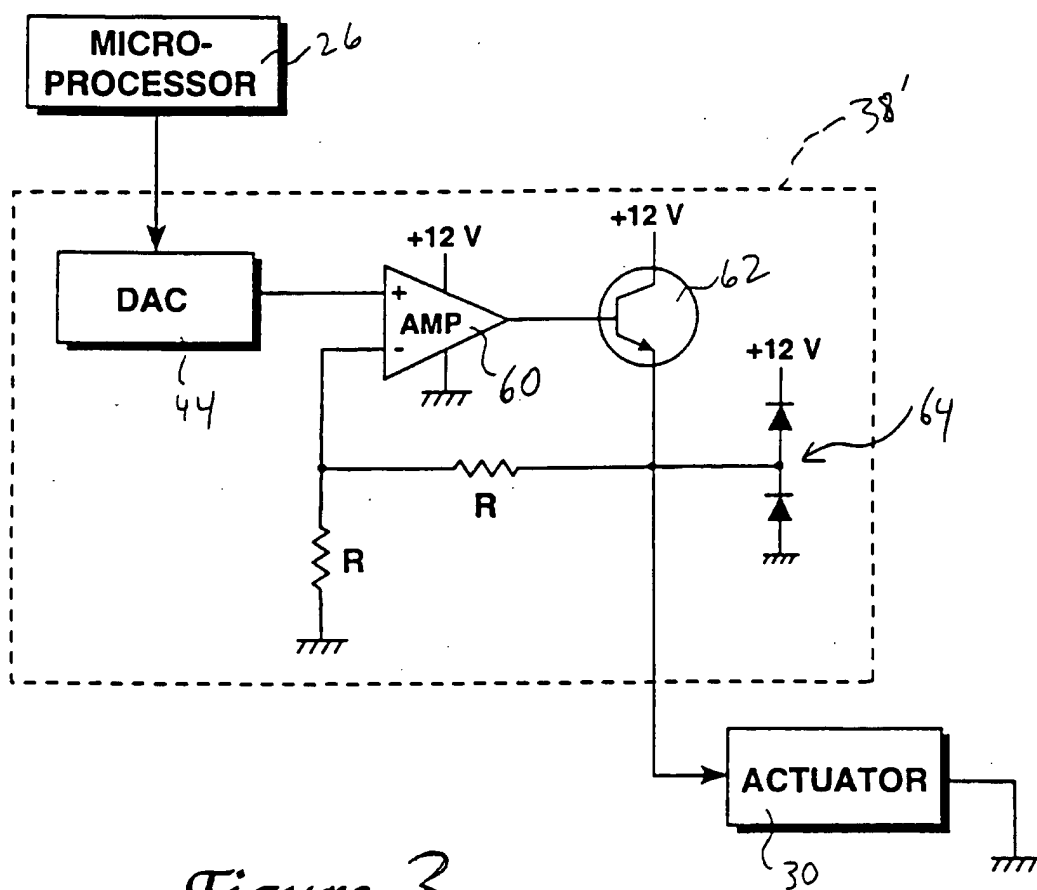 MICRO-
PROCESSOR
26
38'
+12 V
+12 V
DAC
+
AMP
-
62
60
44
+12 V
64
R
R
ACTUATOR
30
Figure 3